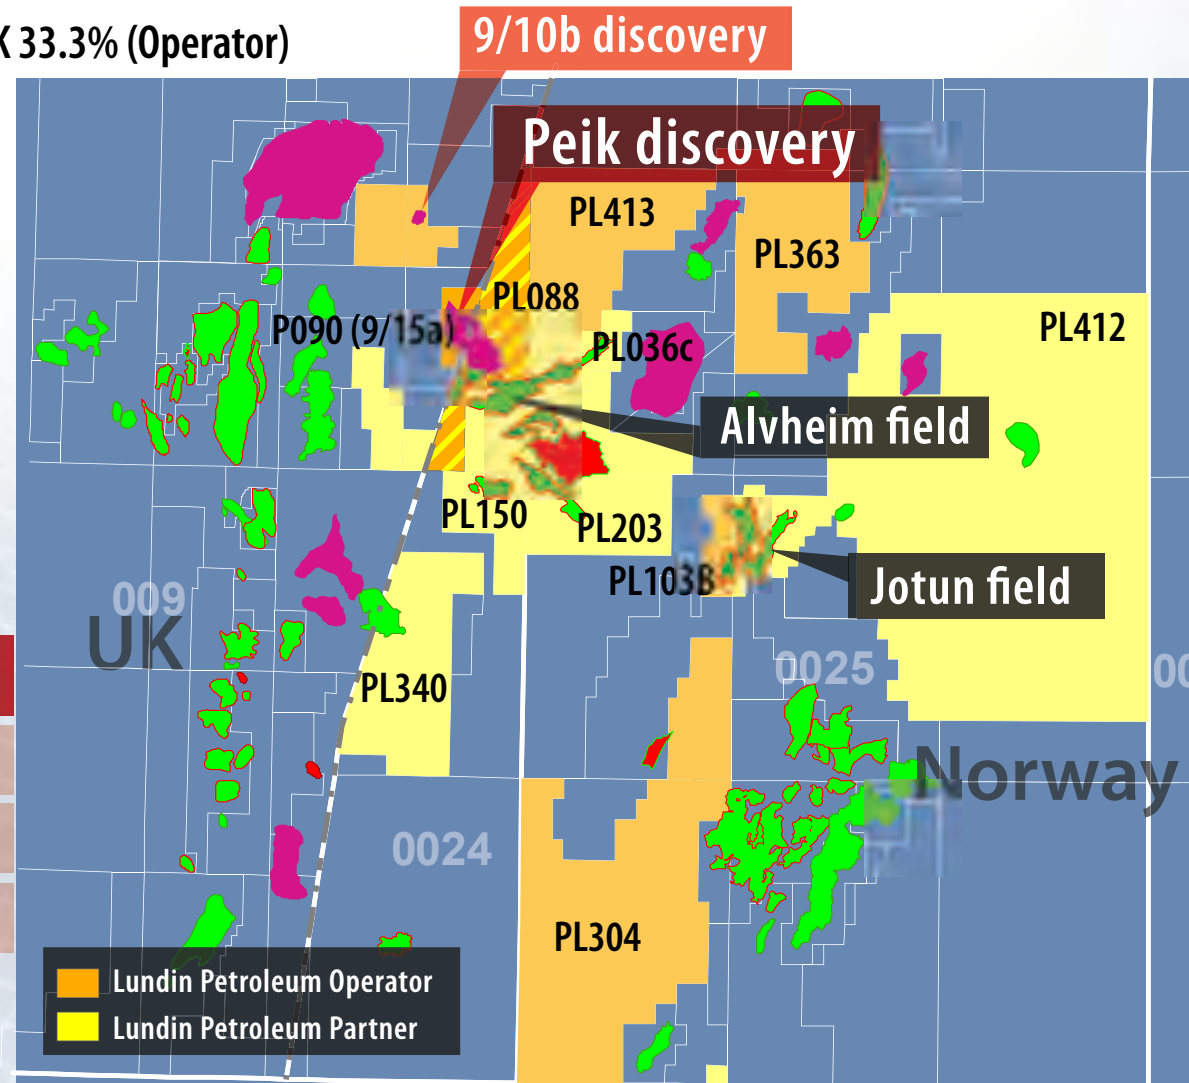 33.3% (Operator)
9/10b discovery
Peik discovery
PL413
PL363
PL088
P090 (9/15a)
PL036c
PL412
Alvheim field
PL150
PL203
PL103B
Jotun field
009
UK
0025
PL340
Norway
0024
PL304
Lundin Petroleum Operator
Lundin Petroleum Partner